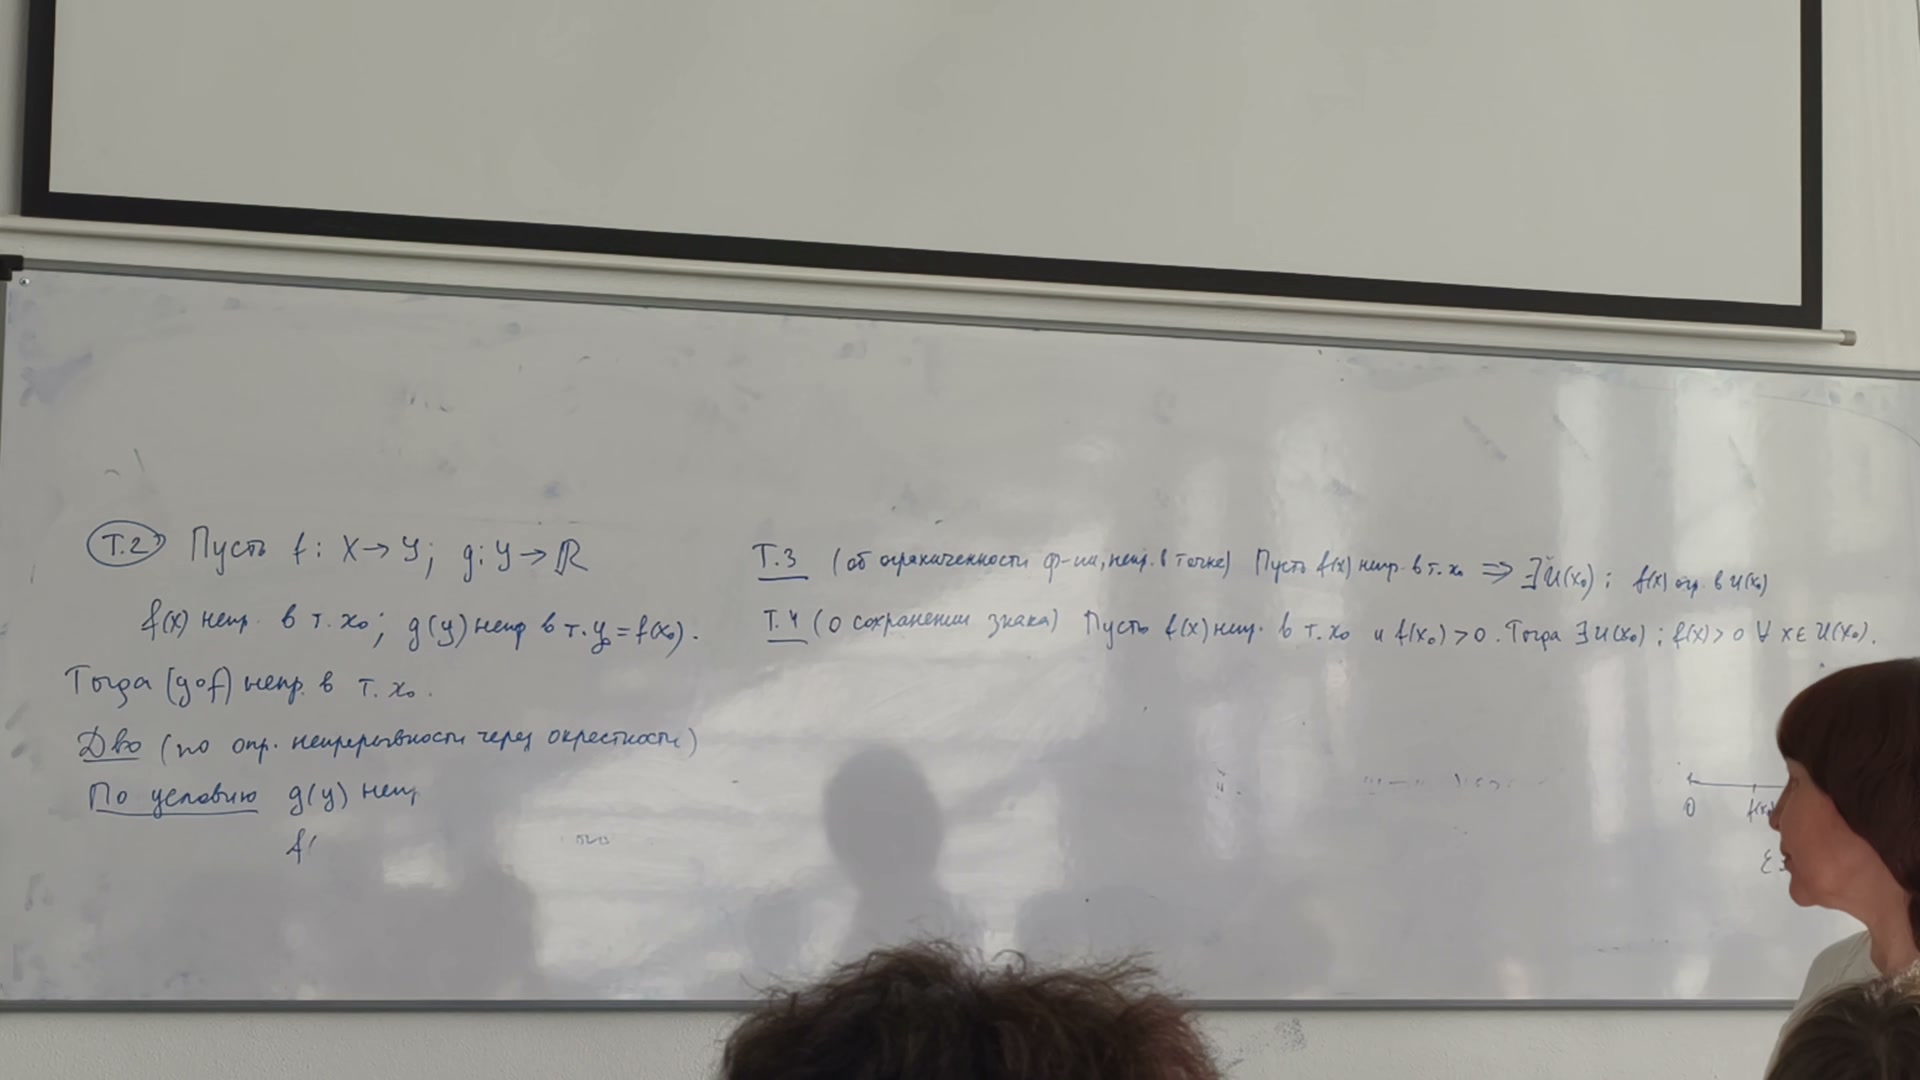 Т.2 Пусть f: X → Y; g: Y → ℝ
f(x) непр. в т. x₀; g(y) непр в т. y₀ = f(x₀).
Тогда (g∘f) непр. в т. x₀.
Д-во (по опр. непрерывности через окрестности)
По условию g(y) непр
f(
Т.3 (об ограниченности ф-ии, непр. в точке) Пусть f(x) непр. в т. x₀ ⇒ ∃ U(x₀): f(x) огр. в U(x₀)
Т.4 (о сохранении знака) Пусть f(x) непр. в т. x₀ и f(x₀) > 0. Тогда ∃ U(x₀): f(x) > 0 ∀ x ∈ U(x₀).
0 f(x₀)
ε =